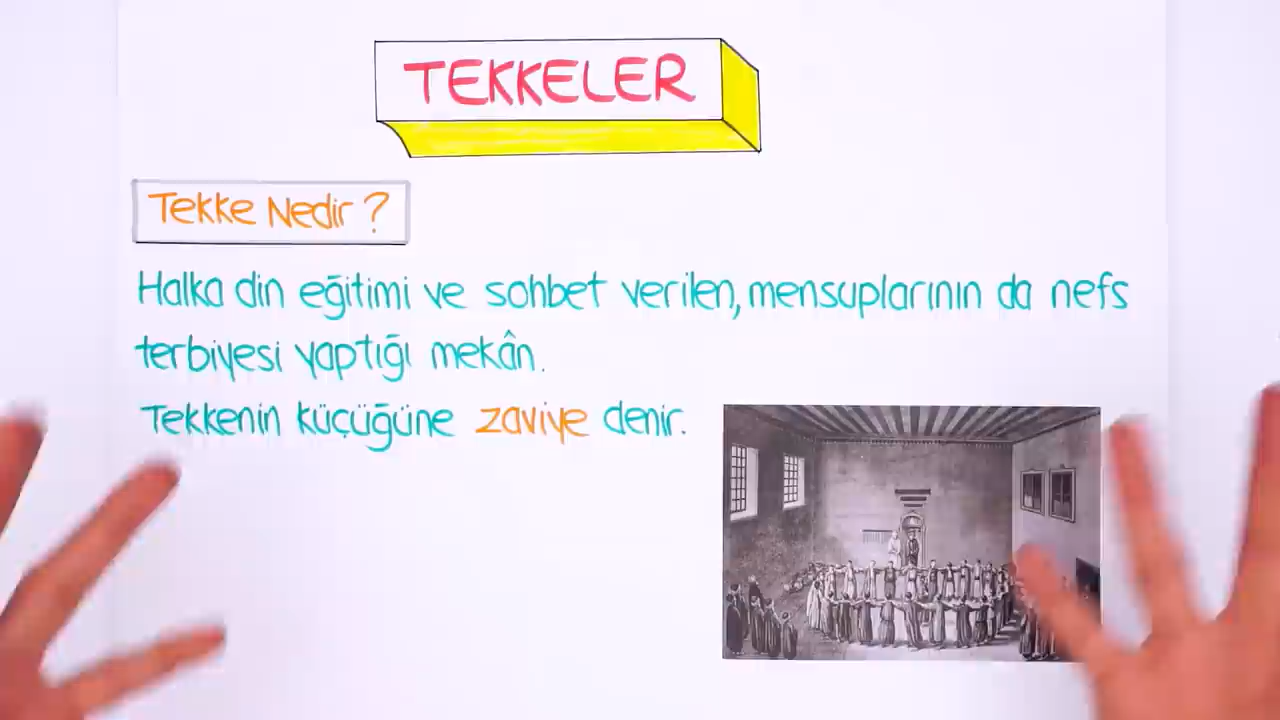 TEKKELER
Tekke Nedir ?
Halka din eğitimi ve sohbet verilen, mensuplarının da nefs
terbiyesi yaptığı mekân.
Tekkenin küçüğüne zaviye denir.